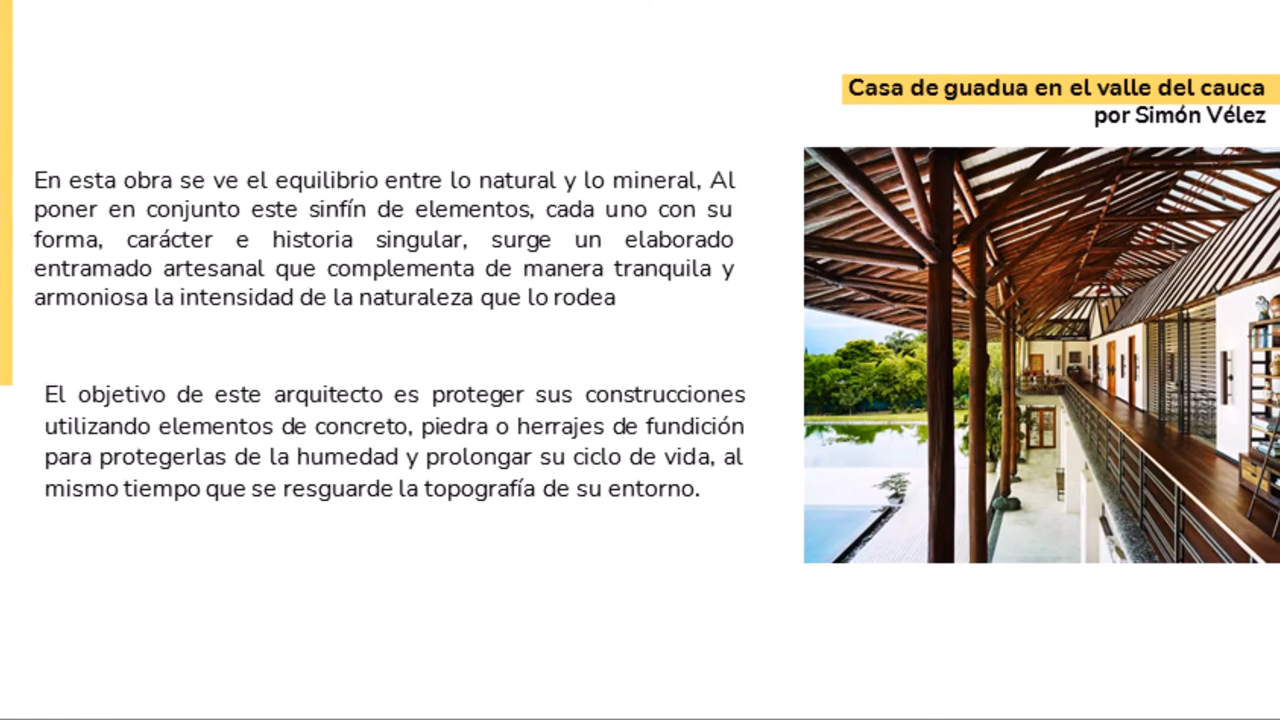 Casa de guadua en el valle del cauca
por Simón Vélez
En esta obra se ve el equilibrio entre lo natural y lo mineral, Al
poner en conjunto este sinfín de elementos, cada uno con su
forma, carácter e historia singular, surge un elaborado
entramado artesanal que complementa de manera tranquila y
armoniosa la intensidad de la naturaleza que lo rodea
El objetivo de este arquitecto es proteger sus construcciones
utilizando elementos de concreto, piedra o herrajes de fundición
para protegerlas de la humedad y prolongar su ciclo de vida, al
mismo tiempo que se resguarde la topografía de su entorno.